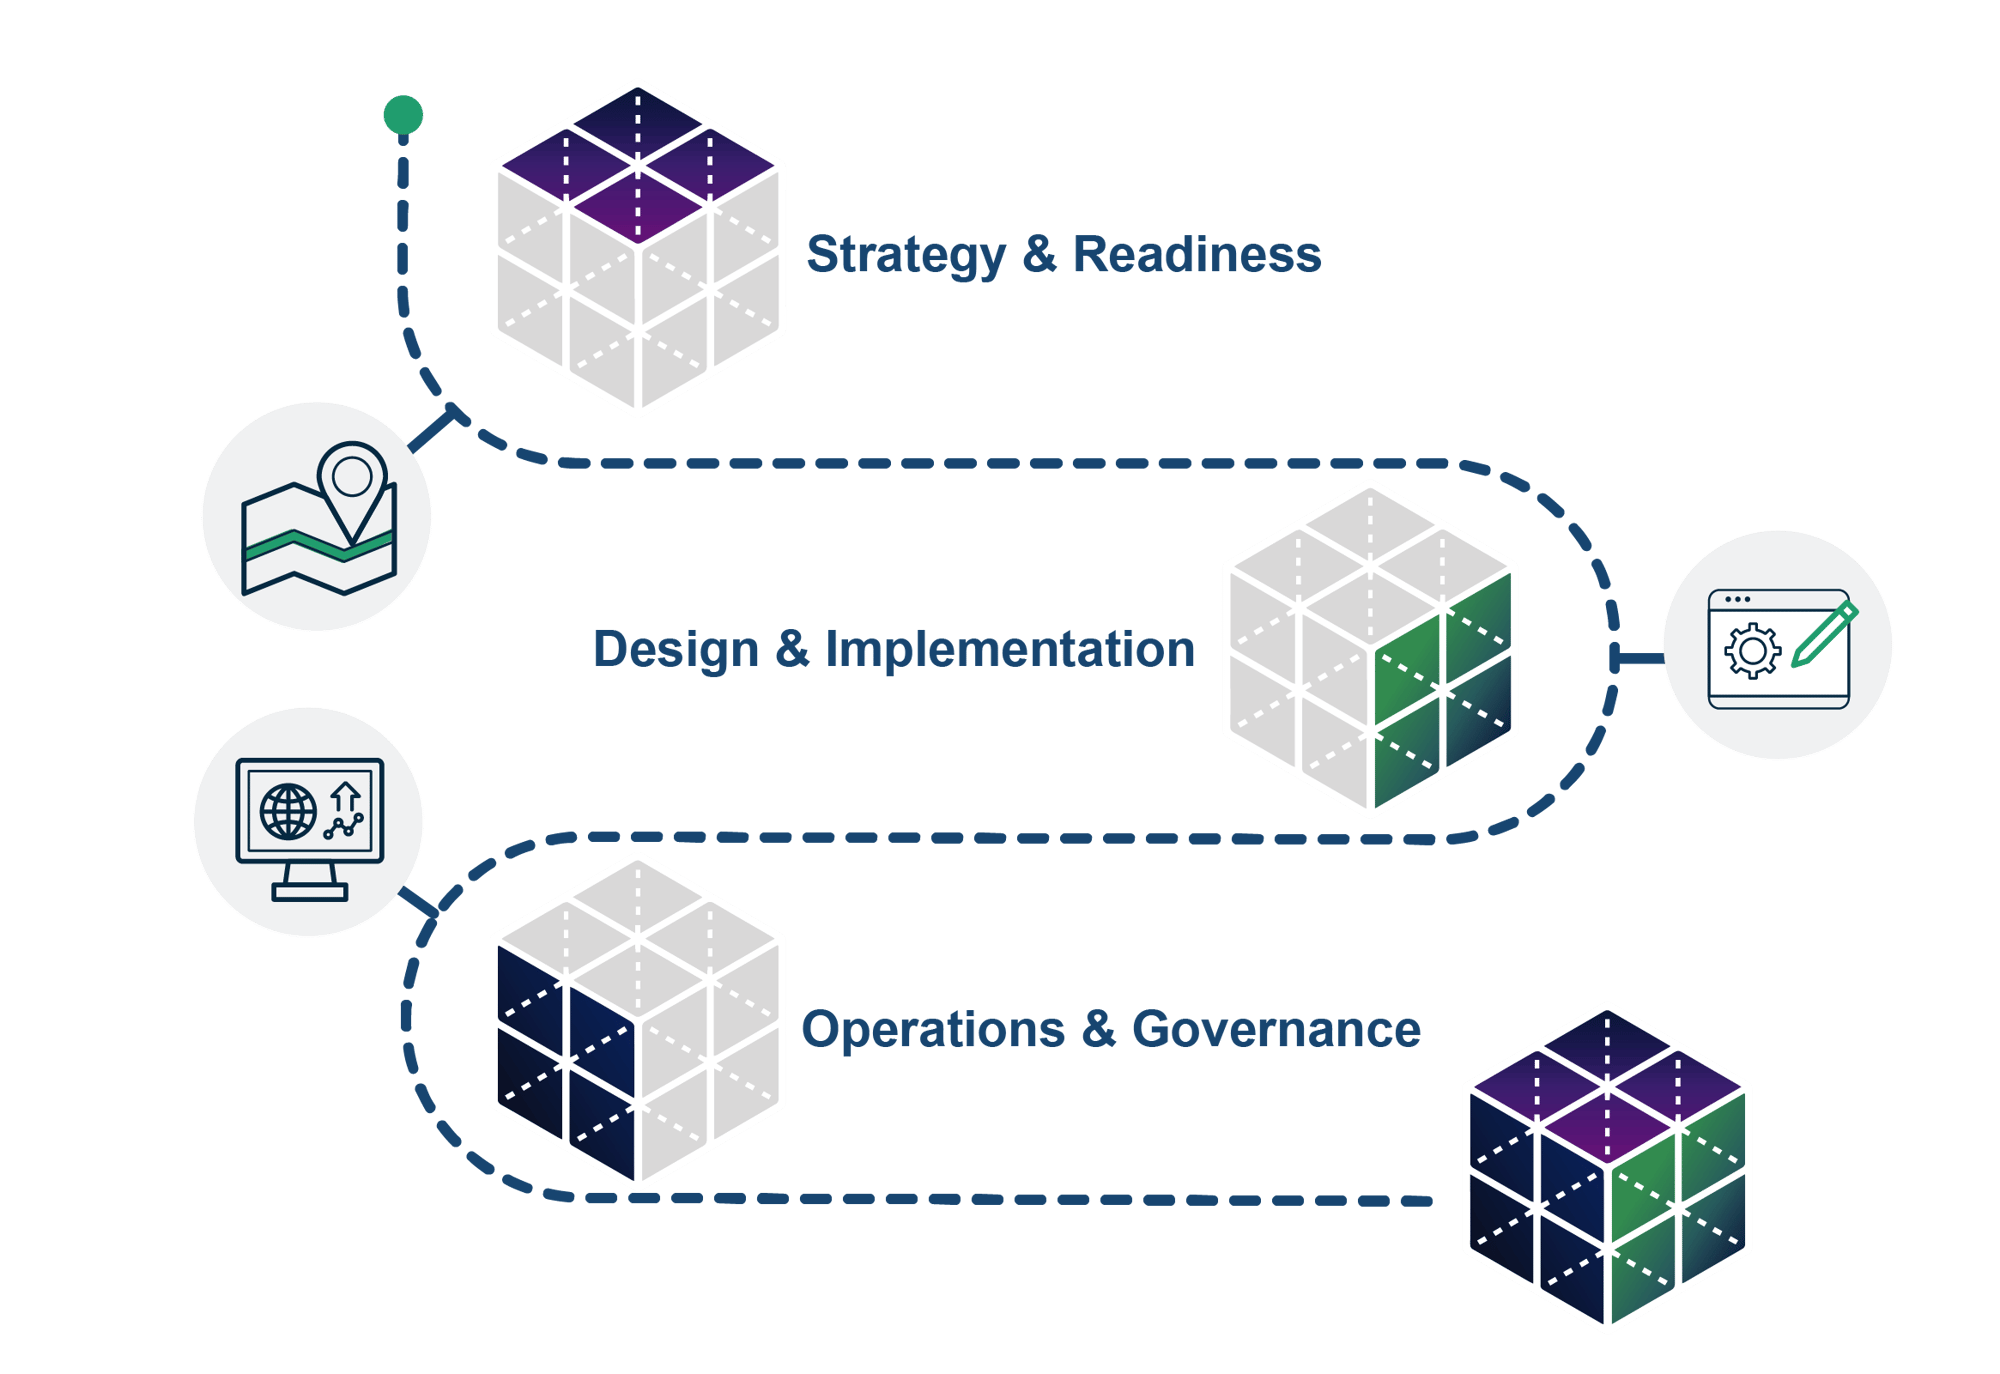 Strategy & Readiness
Design & Implementation
Operations & Governance